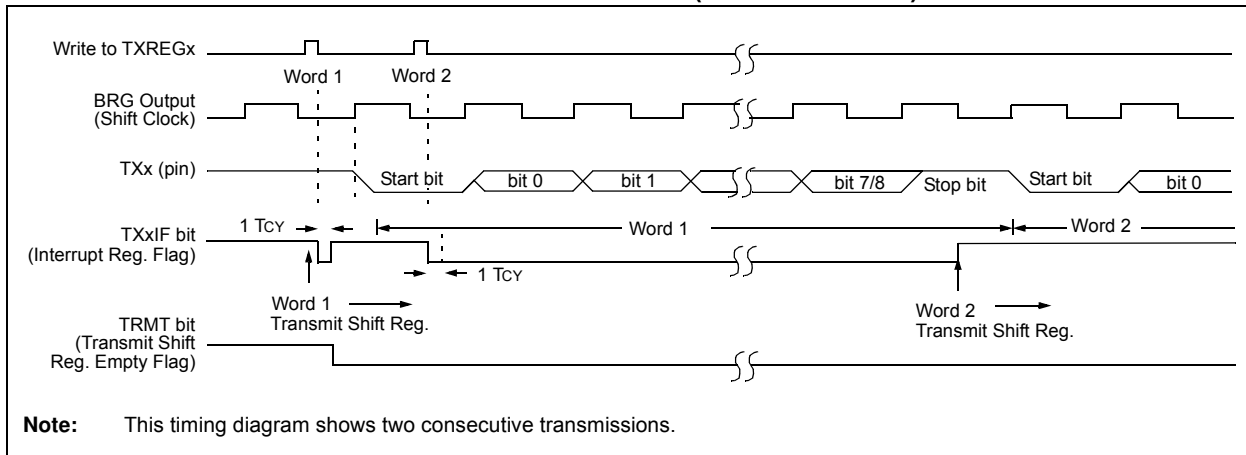 Write to TXREGx
Word 1
Word 2
BRG Output
(Shift Clock)
TXx (pin)
Start bit
bit 0
bit 1
bit 7/8
Stop bit
Start bit
bit 0
1 TCY
Word 1
Word 2
TXxIF bit
(Interrupt Reg. Flag)
1 TCY
Word 1
Transmit Shift Reg.
Word 2
Transmit Shift Reg.
TRMT bit
(Transmit Shift
Reg. Empty Flag)
Note: This timing diagram shows two consecutive transmissions.